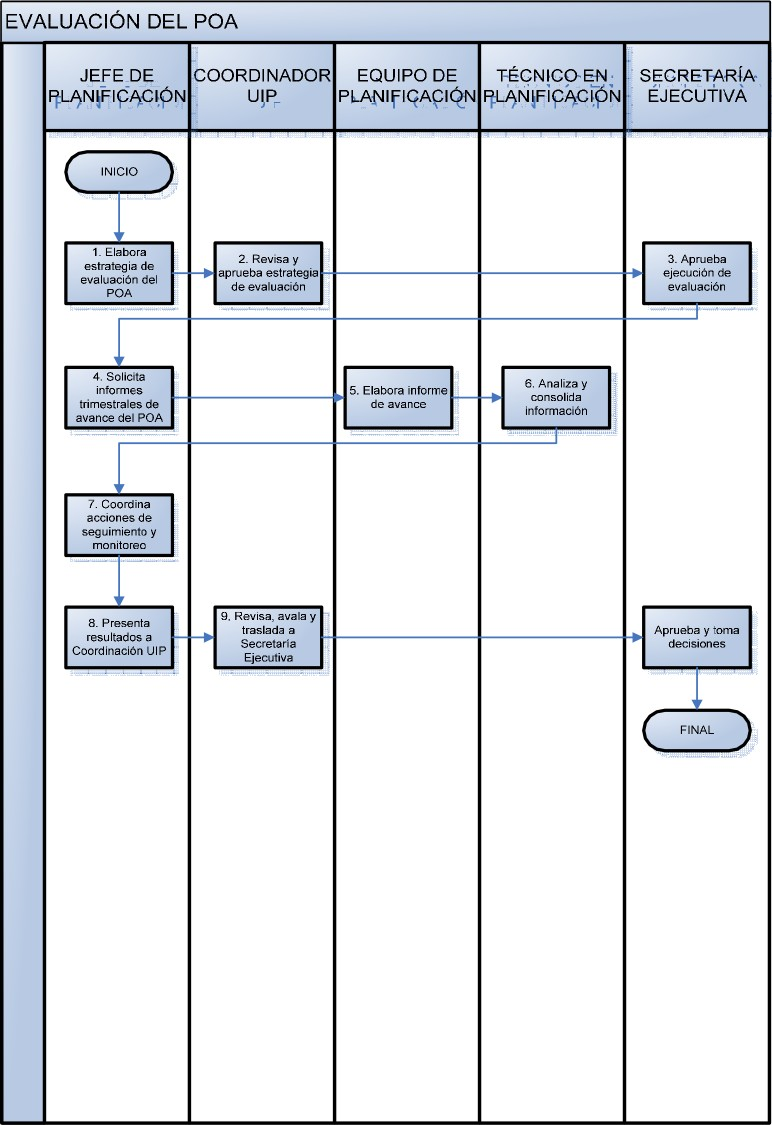 EVALUACIÓN DEL POA
JEFE DE
PLANIFICACIÓN
COORDINADOR
UIP
EQUIPO DE
PLANIFICACIÓN
TÉCNICO EN
PLANIFICACIÓN
SECRETARÍA
EJECUTIVA
INICIO
1. Elabora
estrategia de
evaluación del
POA
2. Revisa y
aprueba estrategia
de evaluación
3. Aprueba
ejecución de
evaluación
4. Solicita
informes
trimestrales de
avance del POA
5. Elabora informe
de avance
6. Analiza y
consolida
información
7. Coordina
acciones de
seguimiento y
monitoreo
8. Presenta
resultados a
Coordinación UIP
9. Revisa, avala y
traslada a
Secretaría
Ejecutiva
Aprueba y toma
decisiones
FINAL